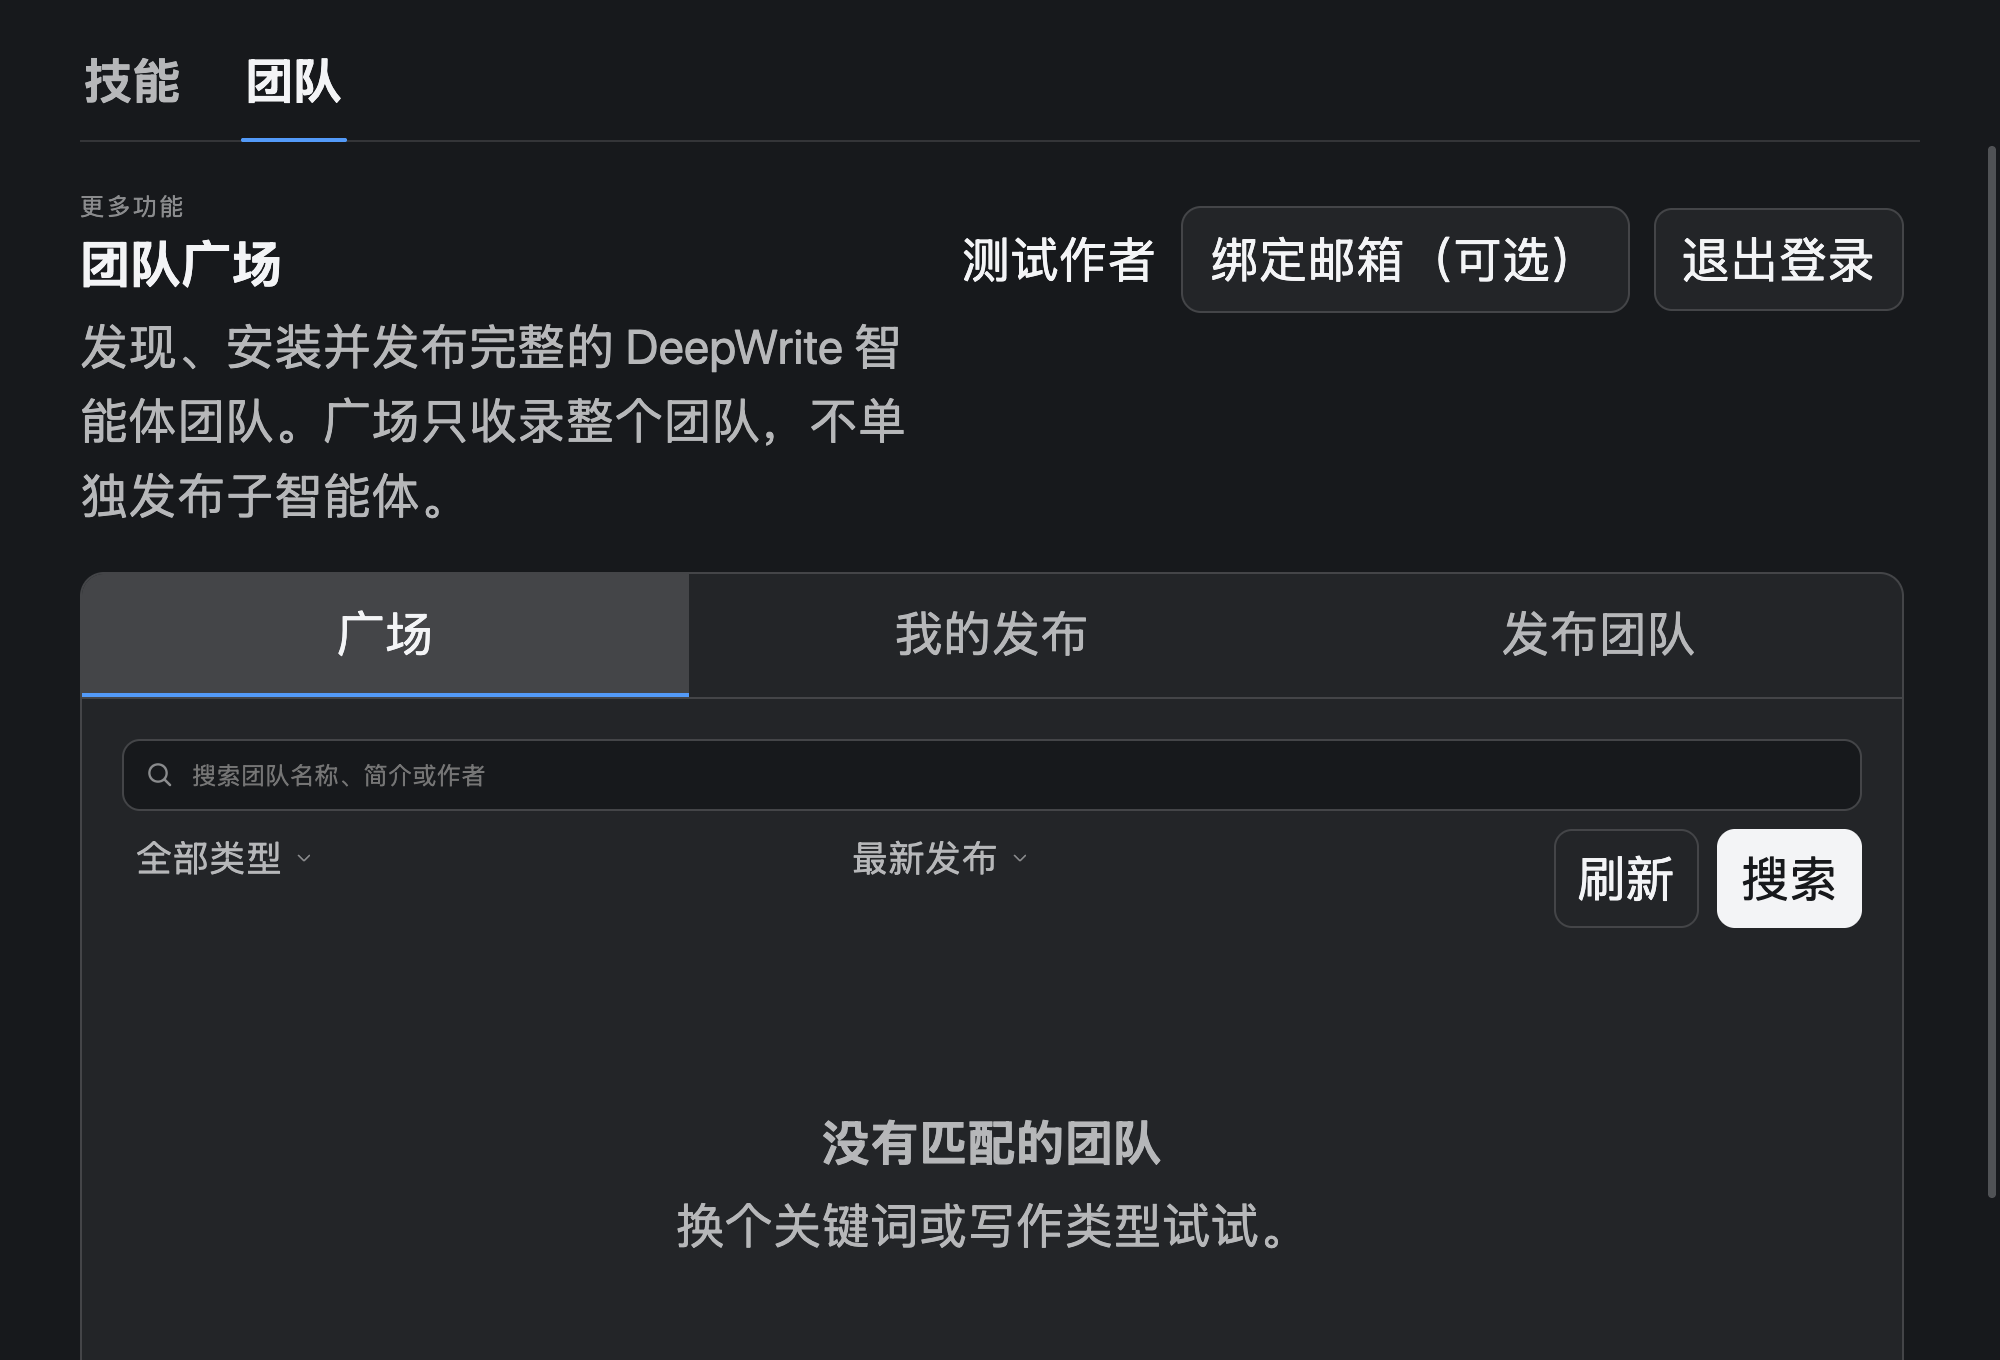 技能 团队
更多功能
团队广场
测试作者 绑定邮箱（可选） 退出登录
发现、安装并发布完整的 DeepWrite 智
能体团队。广场只收录整个团队，不单
独发布子智能体。
广场 我的发布 发布团队
搜索团队名称、简介或作者
全部类型 最新发布 刷新 搜索
没有匹配的团队
换个关键词或写作类型试试。